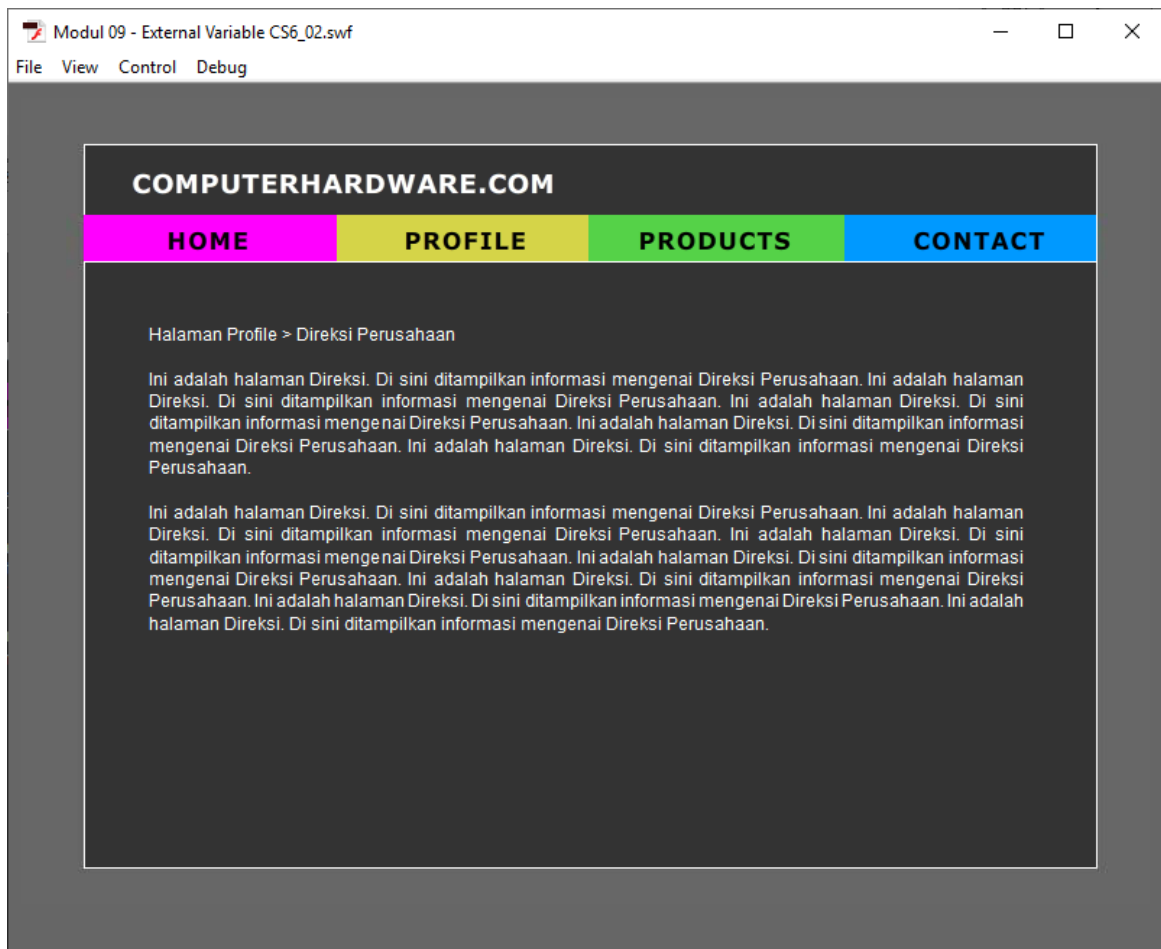 Modul 09 - External Variable CS6_02.swf
File View Control Debug
COMPUTERHARDWARE.COM
HOME PROFILE PRODUCTS CONTACT
Halaman Profile > Direksi Perusahaan
Ini adalah halaman Direksi. Di sini ditampilkan informasi mengenai Direksi Perusahaan. Ini adalah halaman
Direksi. Di sini ditampilkan informasi mengenai Direksi Perusahaan. Ini adalah halaman Direksi. Di sini
ditampilkan informasi mengenai Direksi Perusahaan. Ini adalah halaman Direksi. Di sini ditampilkan informasi
mengenai Direksi Perusahaan. Ini adalah halaman Direksi. Di sini ditampilkan informasi mengenai Direksi
Perusahaan.
Ini adalah halaman Direksi. Di sini ditampilkan informasi mengenai Direksi Perusahaan. Ini adalah halaman
Direksi. Di sini ditampilkan informasi mengenai Direksi Perusahaan. Ini adalah halaman Direksi. Di sini
ditampilkan informasi mengenai Direksi Perusahaan. Ini adalah halaman Direksi. Di sini ditampilkan informasi
mengenai Direksi Perusahaan. Ini adalah halaman Direksi. Di sini ditampilkan informasi mengenai Direksi
Perusahaan. Ini adalah halaman Direksi. Di sini ditampilkan informasi mengenai Direksi Perusahaan. Ini adalah
halaman Direksi. Di sini ditampilkan informasi mengenai Direksi Perusahaan.